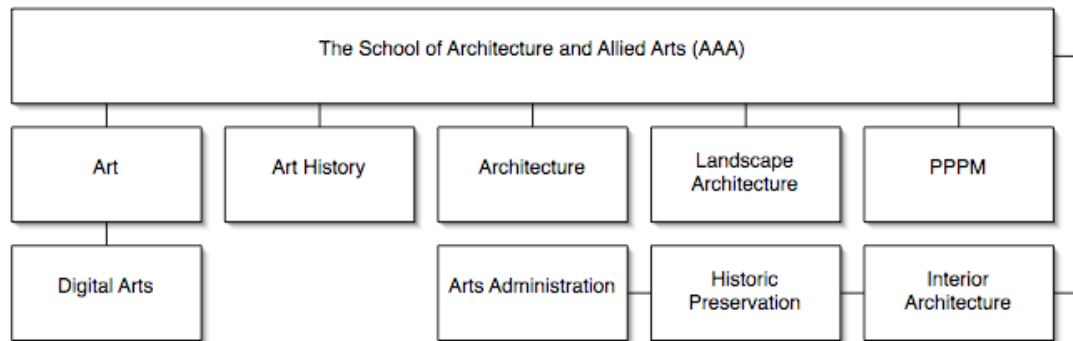 The School of Architecture and Allied Arts (AAA)
Art
Art History
Architecture
Landscape
Architecture
PPPM
Digital Arts
Arts Administration
Historic
Preservation
Interior
Architecture